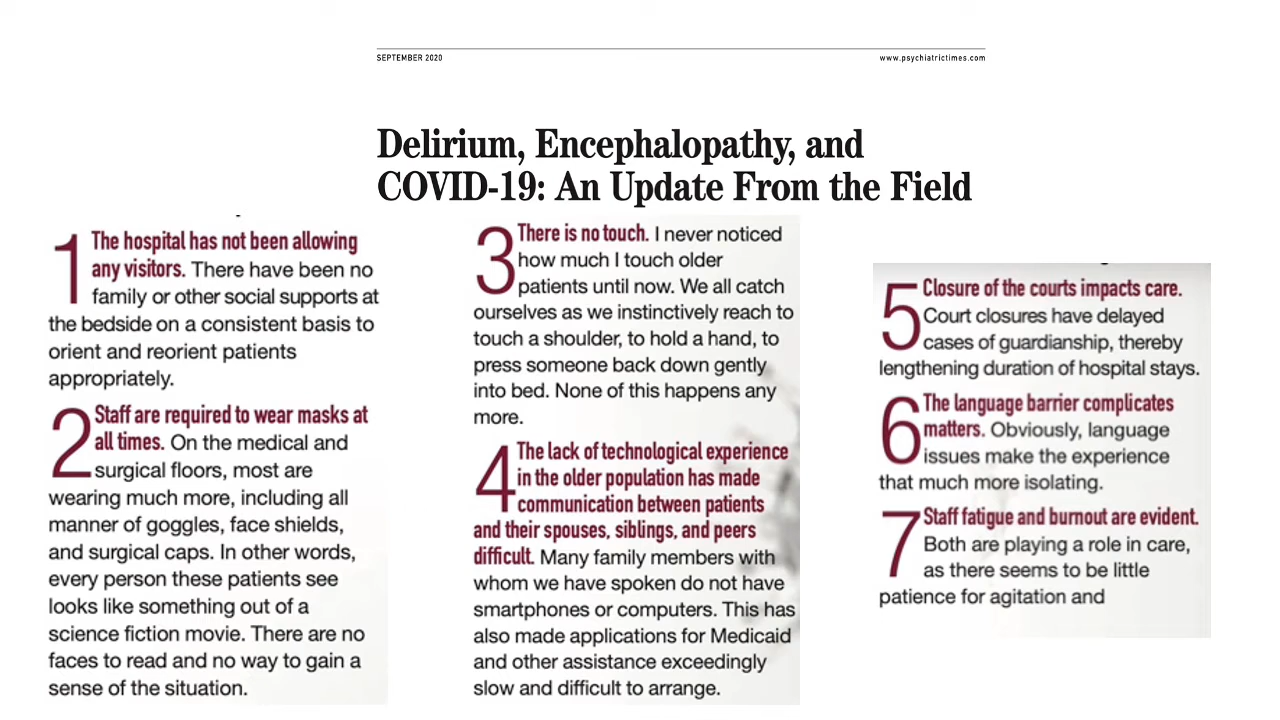 SEPTEMBER 2020
www.psychiatrictimes.com
Delirium, Encephalopathy, and
COVID-19: An Update From the Field
1 The hospital has not been allowing
any visitors. There have been no
family or other social supports at
the bedside on a consistent basis to
orient and reorient patients
appropriately.
2 Staff are required to wear masks at
all times. On the medical and
surgical floors, most are
wearing much more, including all
manner of goggles, face shields,
and surgical caps. In other words,
every person these patients see
looks like something out of a
science fiction movie. There are no
faces to read and no way to gain a
sense of the situation.
3 There is no touch. I never noticed
how much I touch older
patients until now. We all catch
ourselves as we instinctively reach to
touch a shoulder, to hold a hand, to
press someone back down gently
into bed. None of this happens any
more.
4 The lack of technological experience
in the older population has made
communication between patients
and their spouses, siblings, and peers
difficult. Many family members with
whom we have spoken do not have
smartphones or computers. This has
also made applications for Medicaid
and other assistance exceedingly
slow and difficult to arrange.
5 Closure of the courts impacts care.
Court closures have delayed
cases of guardianship, thereby
lengthening duration of hospital stays.
6 The language barrier complicates
matters. Obviously, language
issues make the experience
that much more isolating.
7 Staff fatigue and burnout are evident.
Both are playing a role in care,
as there seems to be little
patience for agitation and